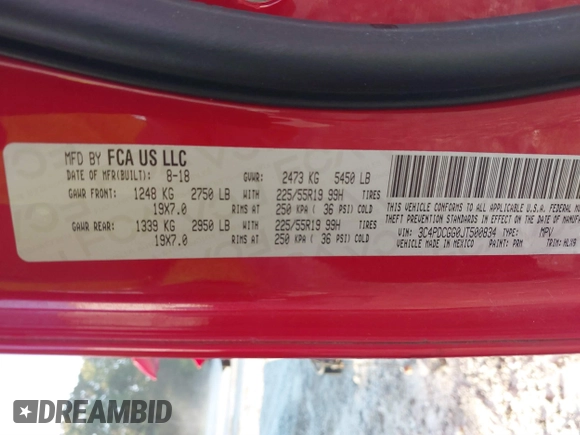 MFD BY FCA US LLC
DATE OF MFR(BUILT): 8-18 GVWR: 2473 KG 5450 LB
GAWR FRONT: 1248 KG 2750 LB WITH 225/55R19 99H TIRES
19X7.0 RIMS AT 250 KPA ( 36 PSI) COLD
GAWR REAR: 1339 KG 2950 LB WITH 225/55R19 99H TIRES
19X7.0 RIMS AT 250 KPA ( 36 PSI) COLD
THIS VEHICLE CONFORMS TO ALL APPLICABLE U.S.A. FEDERAL
THEFT PREVENTION STANDARDS IN EFFECT ON THE DATE OF
VIN: 3C4PDCGG0JT500834 TYPE: MPV
VEHICLE MADE IN MEXICO PAINT: PRM TRIM:
DREAMBID